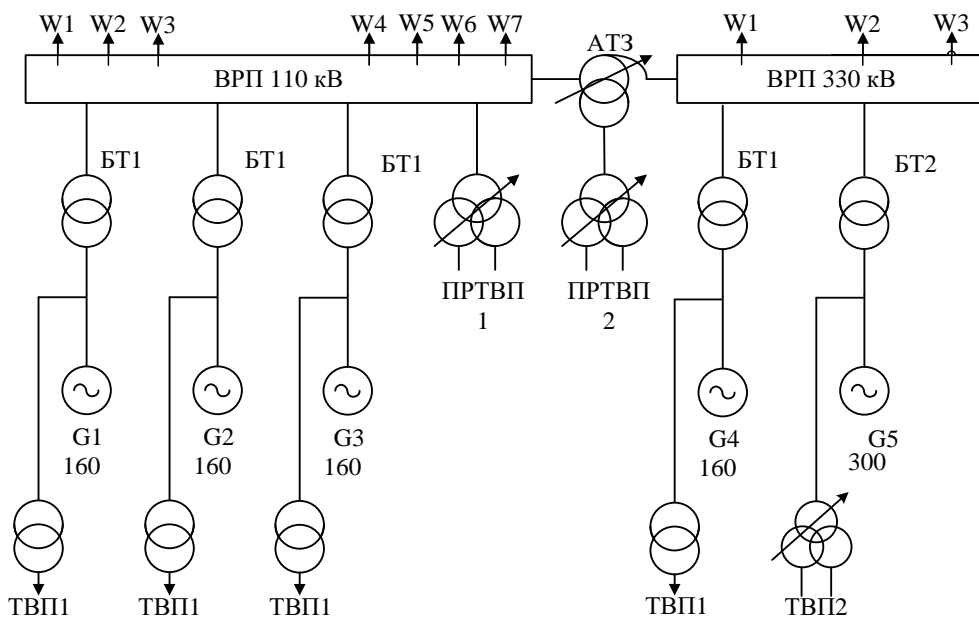 W1 W2 W3 W4 W5 W6 W7 W1 W2 W3
АТЗ
ВРП 110 кВ ВРП 330 кВ
БТ1 БТ1 БТ1 БТ1 БТ2
ПРТВП ПРТВП
1 2
G1 G2 G3 G4 G5
160 160 160 160 300
ТВП1 ТВП1 ТВП1 ТВП1 ТВП2